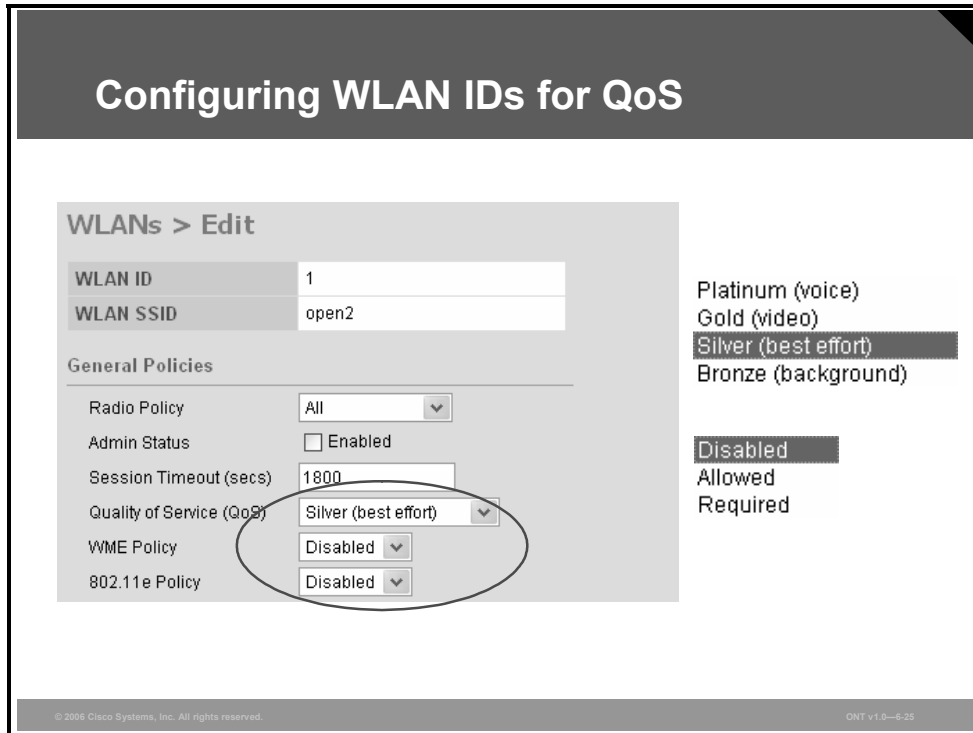 Configuring WLAN IDs for QoS
WLANs > Edit
WLAN ID 1
WLAN SSID open2
General Policies
Radio Policy All
Admin Status Enabled
Session Timeout (secs) 1800
Quality of Service (QoS) Silver (best effort)
WME Policy Disabled
802.11e Policy Disabled
Platinum (voice)
Gold (video)
Silver (best effort)
Bronze (background)
Disabled
Allowed
Required
© 2006 Cisco Systems, Inc. All rights reserved. ONT v1.0—6-25